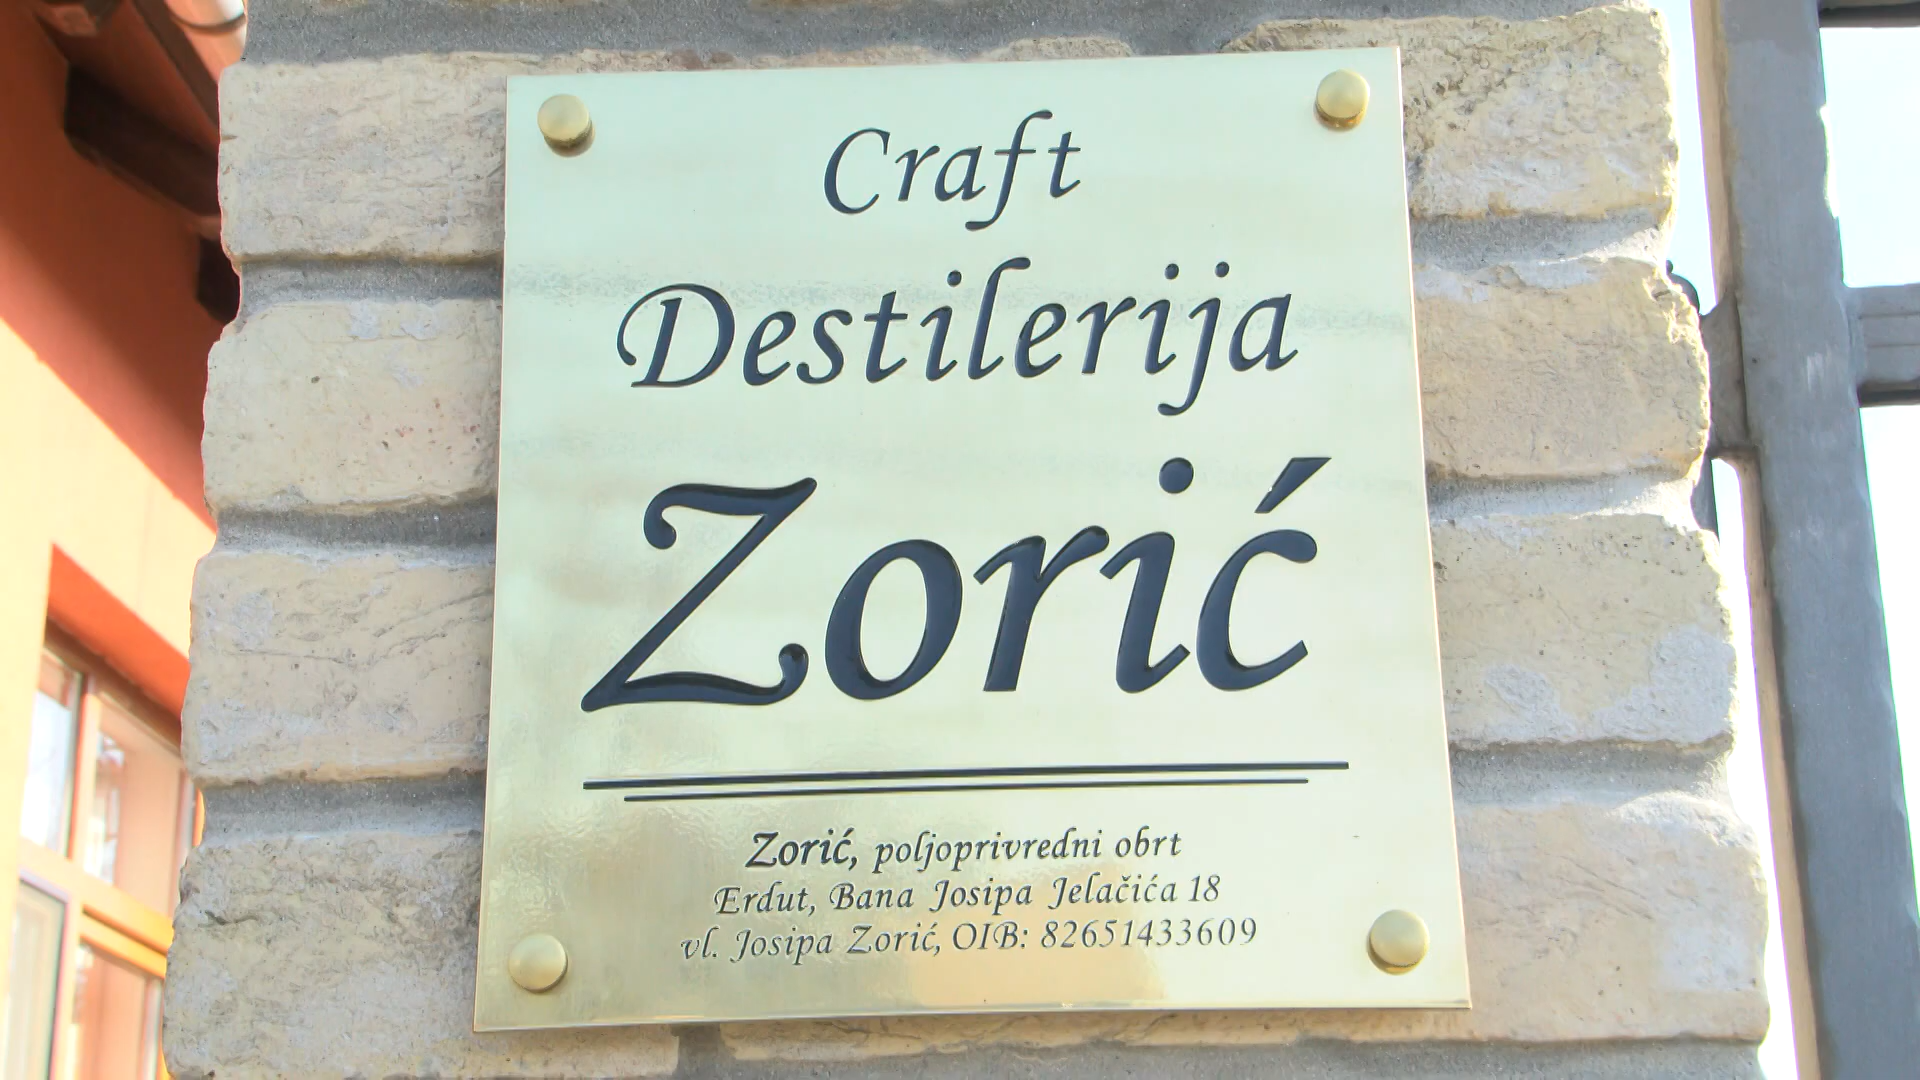 Craft
Destilerija
Zorić
Zorić, poljoprivredni obrt
Erdut, Bana Josipa Jelačića 18
vl. Josipa Zorić, OIB: 82651433609